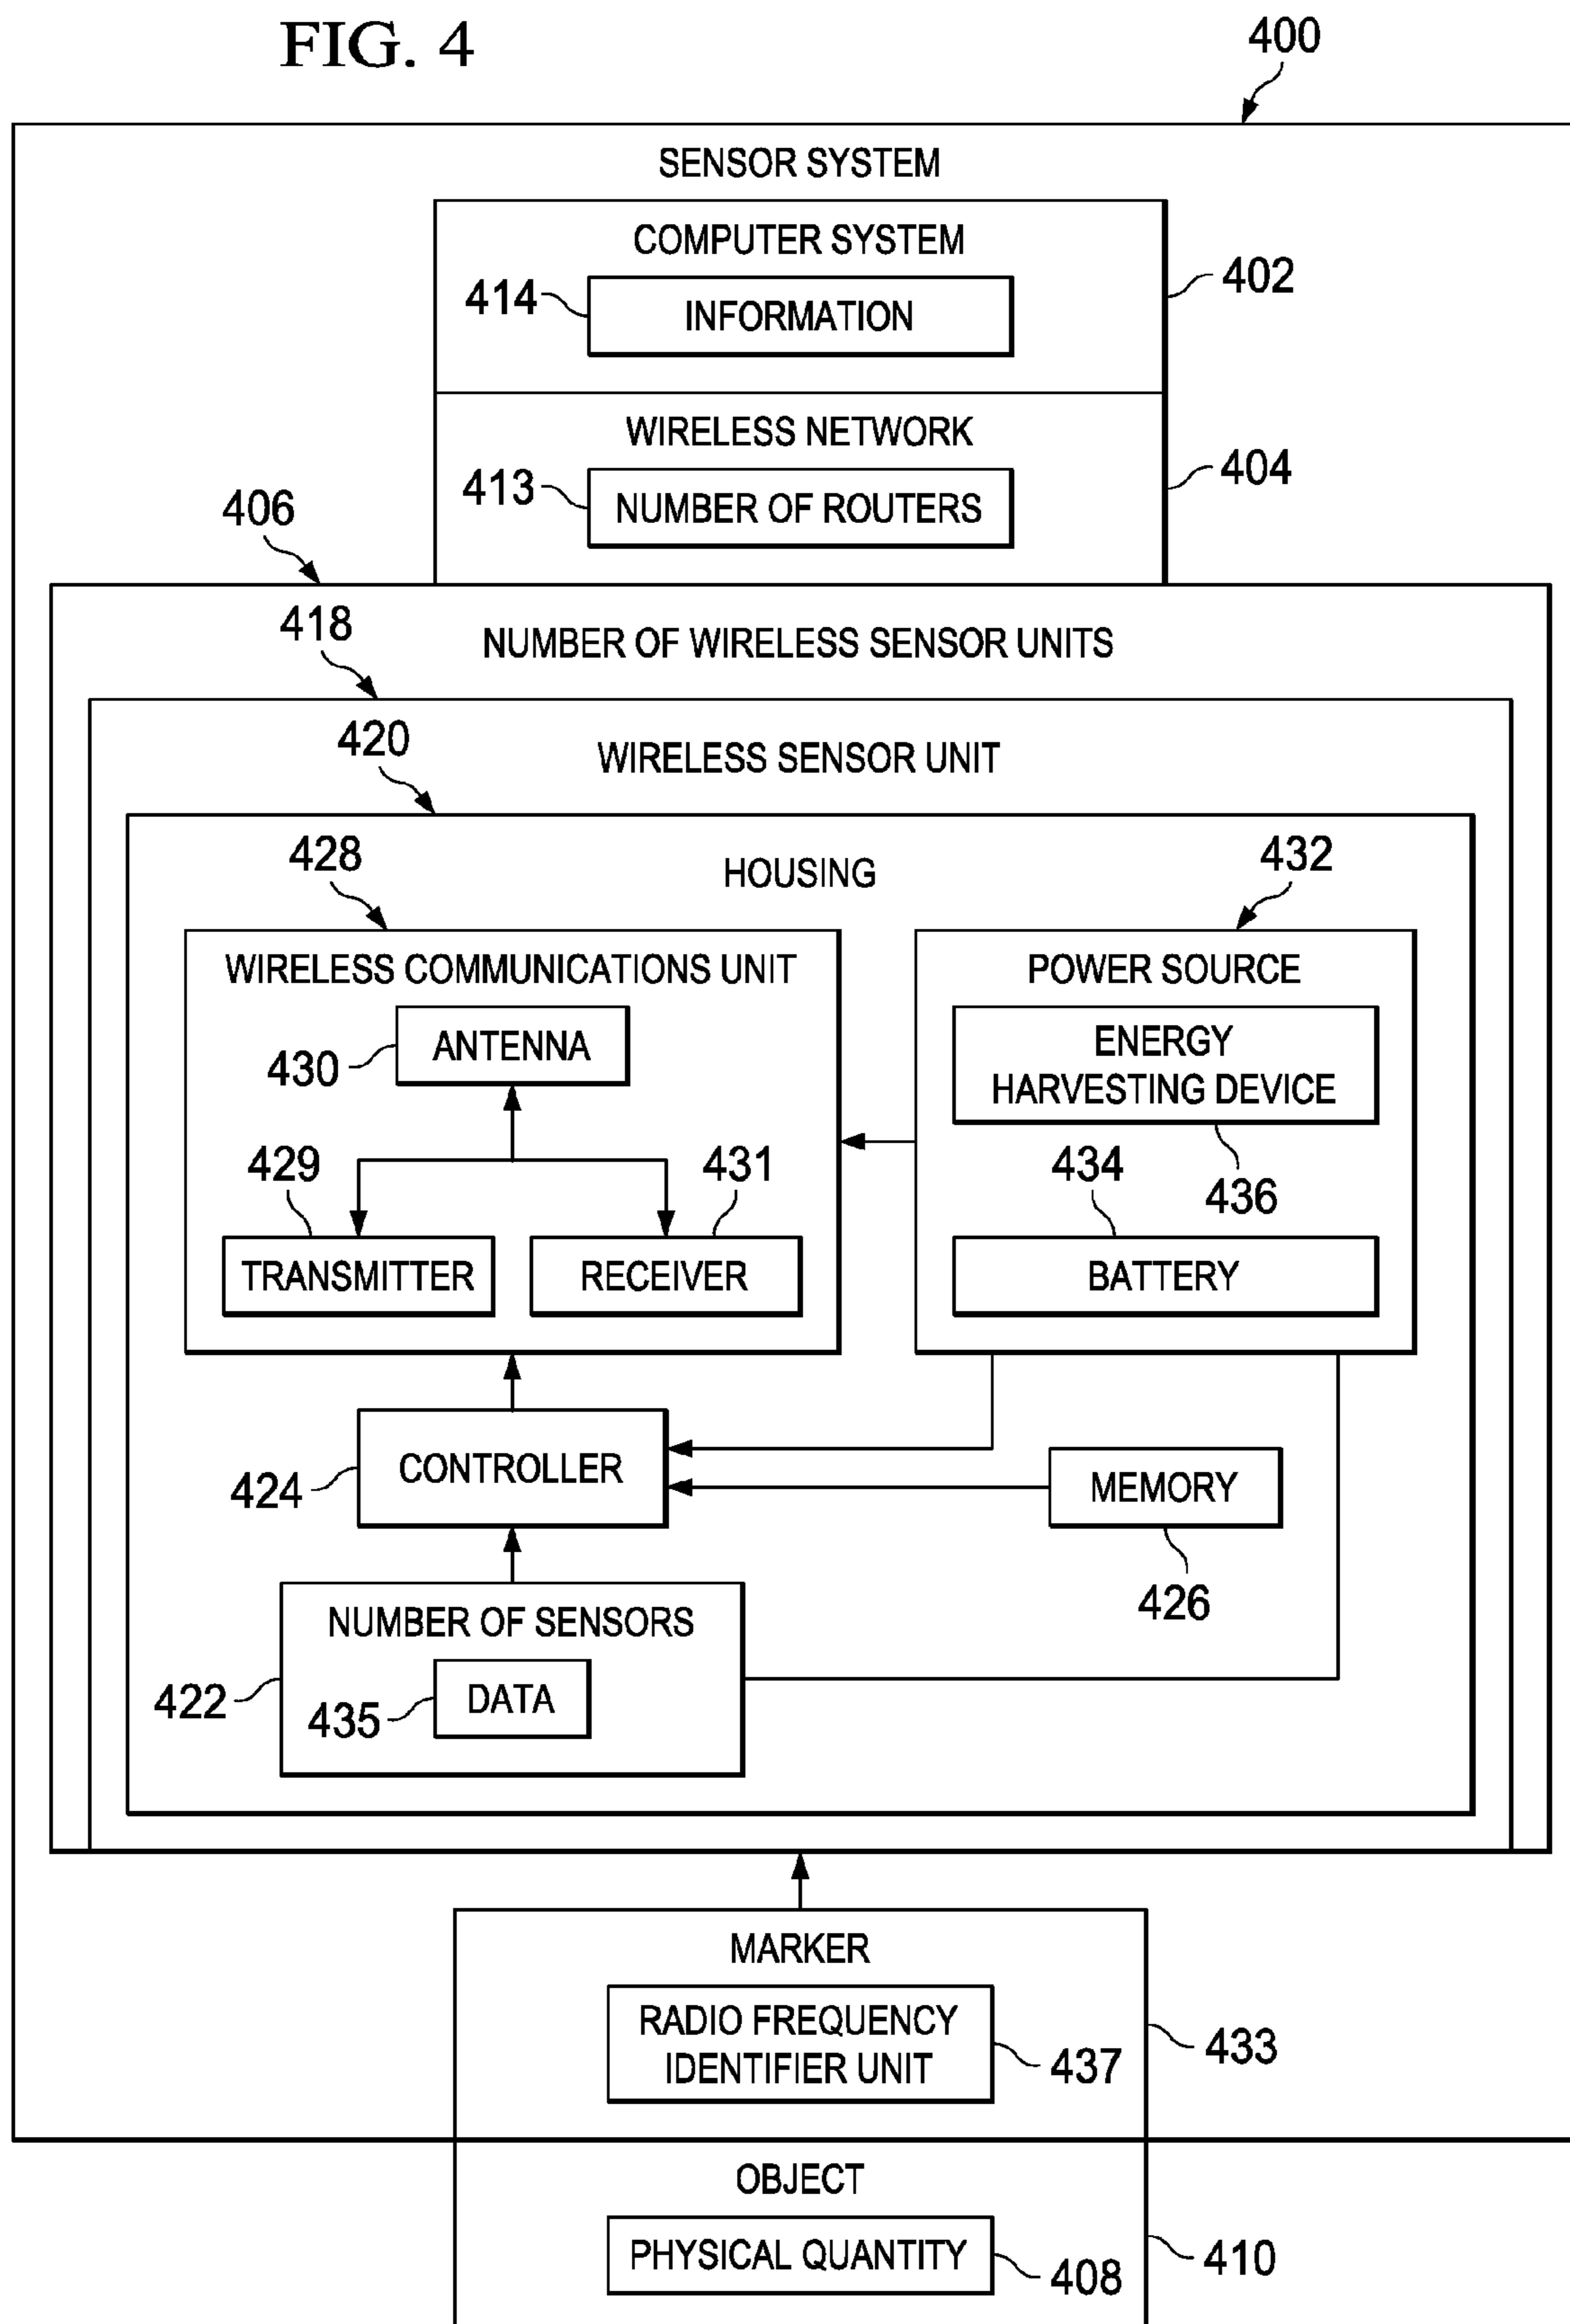 FIG. 4
400
SENSOR SYSTEM
COMPUTER SYSTEM
402
414
INFORMATION
WIRELESS NETWORK
404
413
NUMBER OF ROUTERS
406
NUMBER OF WIRELESS SENSOR UNITS
418
WIRELESS SENSOR UNIT
420
HOUSING
428
WIRELESS COMMUNICATIONS UNIT
ANTENNA
430
429
431
TRANSMITTER
RECEIVER
432
POWER SOURCE
ENERGY
HARVESTING DEVICE
436
434
BATTERY
CONTROLLER
424
MEMORY
426
NUMBER OF SENSORS
422
DATA
435
MARKER
RADIO FREQUENCY
IDENTIFIER UNIT
437
433
OBJECT
PHYSICAL QUANTITY
408
410